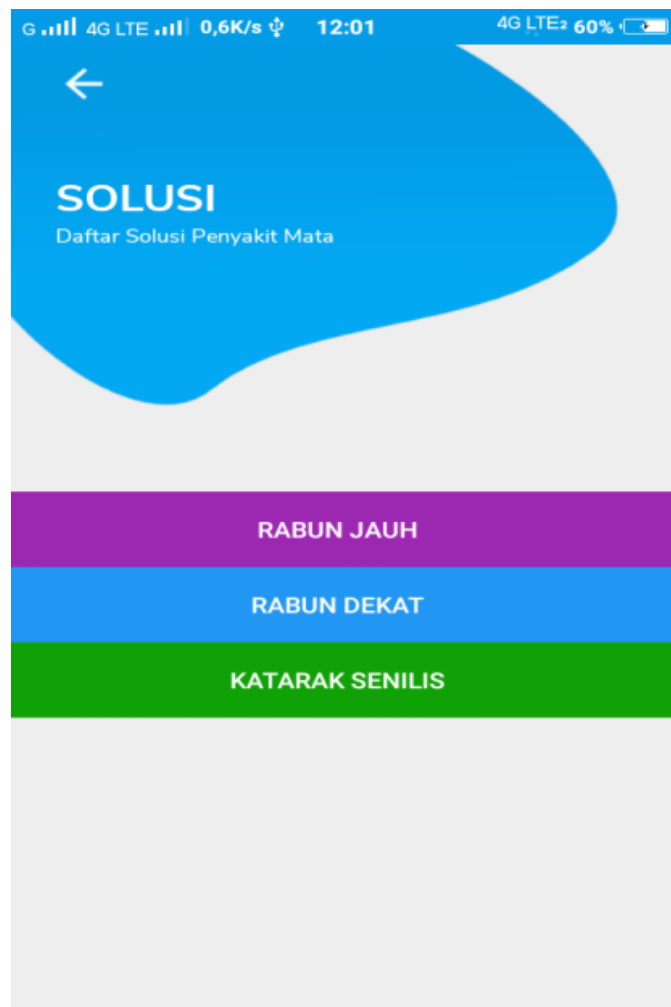 G 4G LTE 0,6K/s 12:01 4G LTE2 60%
SOLUSI
Daftar Solusi Penyakit Mata
RABUN JAUH
RABUN DEKAT
KATARAK SENILIS